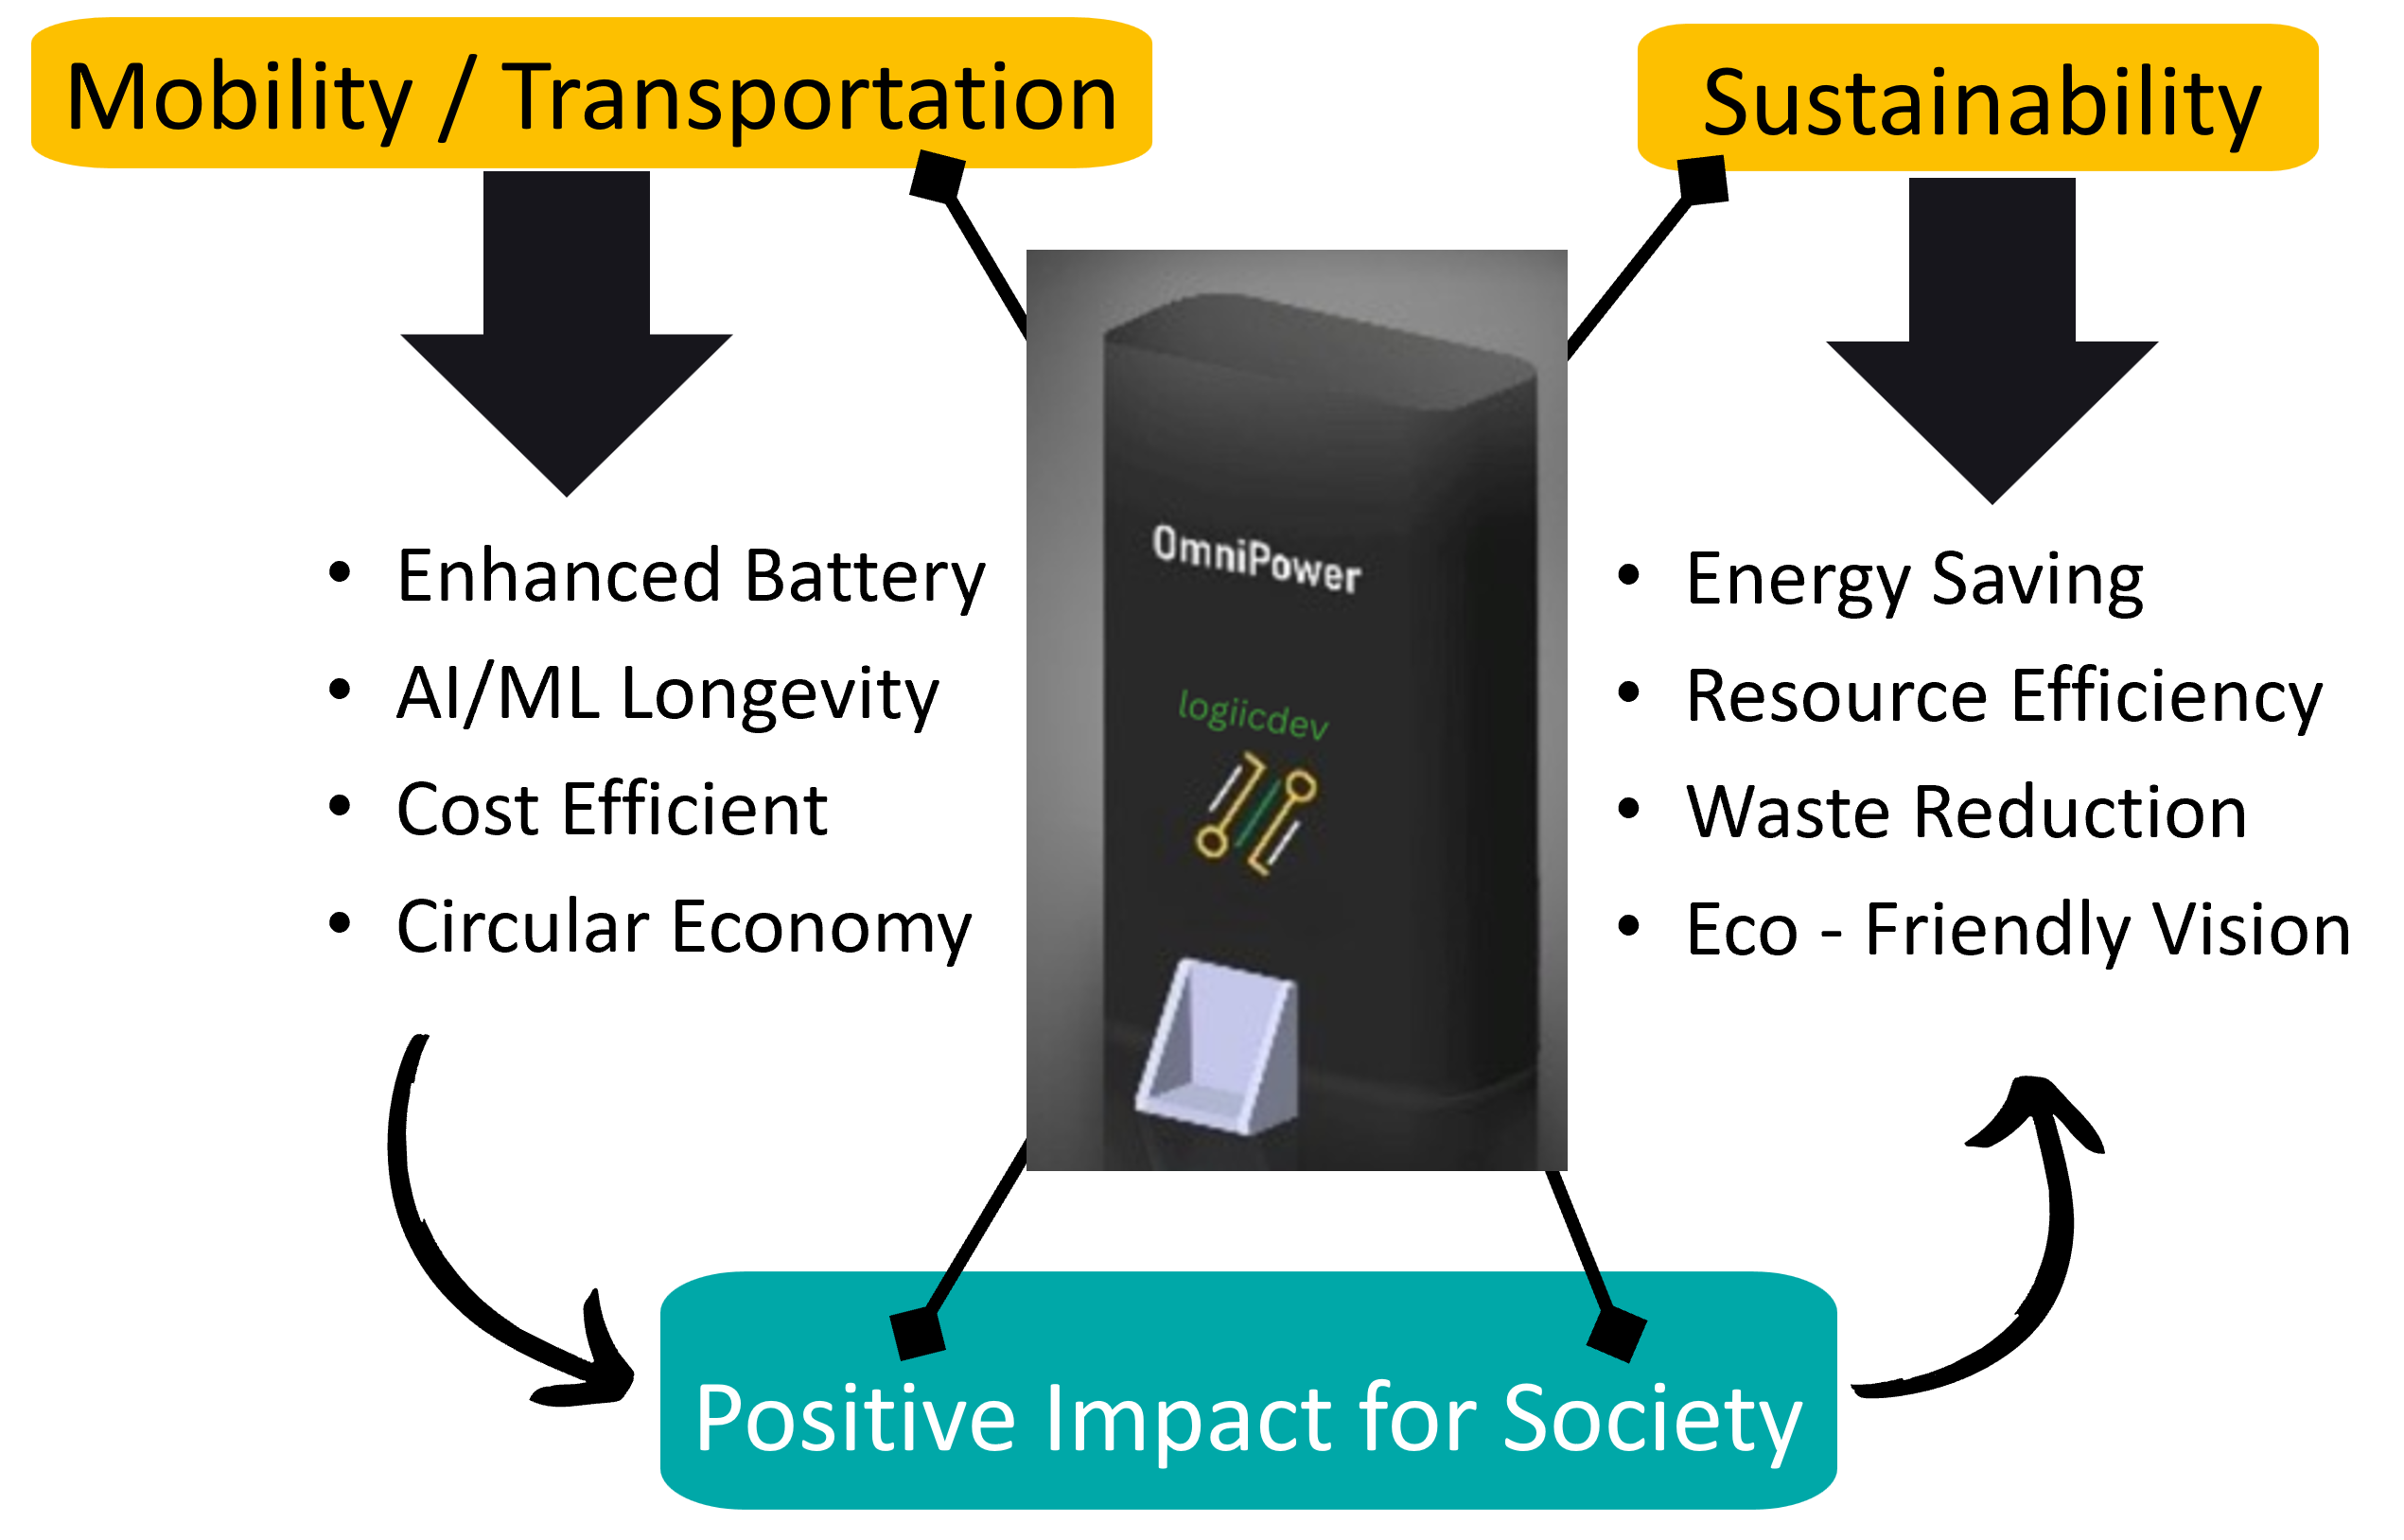 Mobility / Transportation
Sustainability
• Enhanced Battery
• AI/ML Longevity
• Cost Efficient
• Circular Economy
OmniPower
logiicdev
• Energy Saving
• Resource Efficiency
• Waste Reduction
• Eco - Friendly Vision
Positive Impact for Society